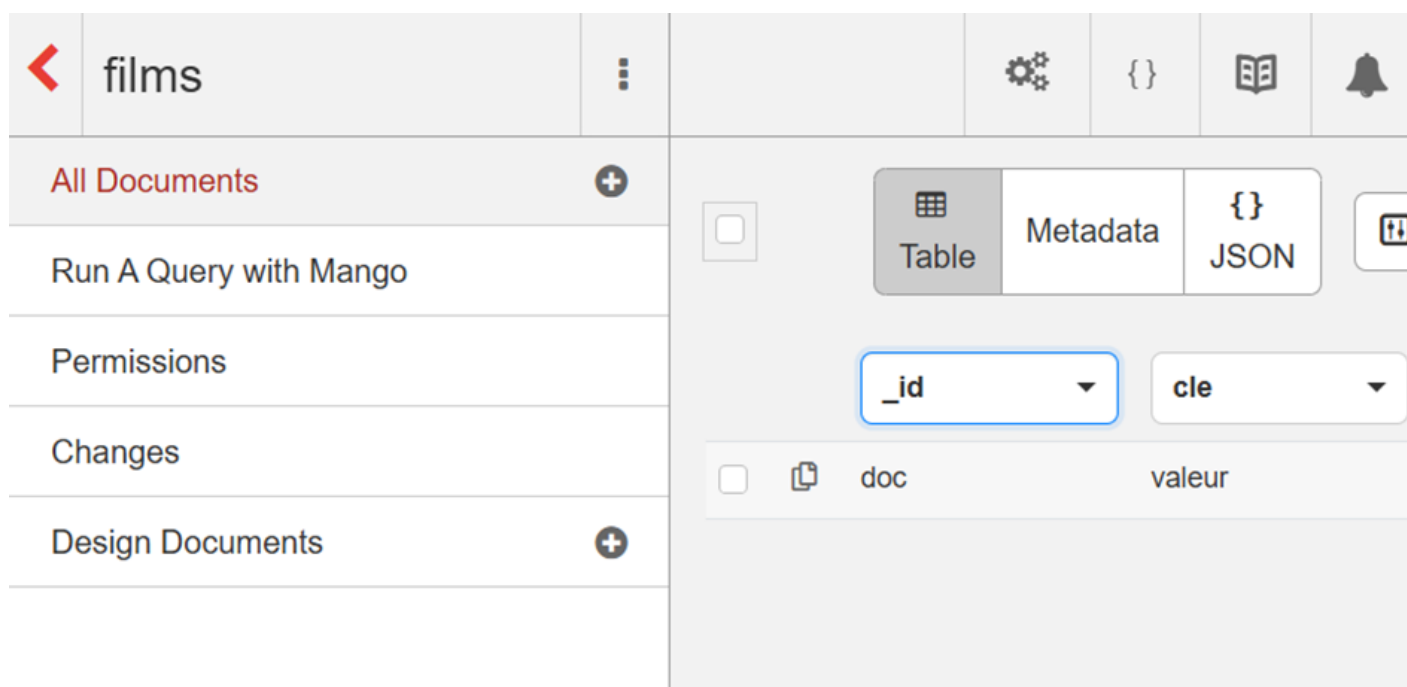 films
All Documents
Run A Query with Mango
Permissions
Changes
Design Documents
{ }
Table
Metadata
{ } JSON
_id
cle
doc
valeur